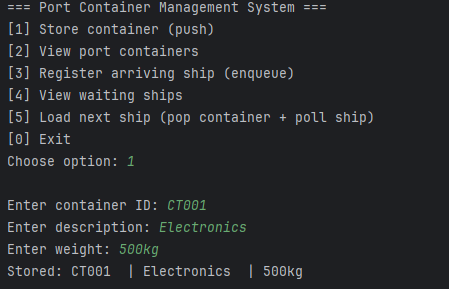 === Port Container Management System ===
[1] Store container (push)
[2] View port containers
[3] Register arriving ship (enqueue)
[4] View waiting ships
[5] Load next ship (pop container + poll ship)
[0] Exit
Choose option: 1
Enter container ID: CT001
Enter description: Electronics
Enter weight: 500kg
Stored: CT001  | Electronics  | 500kg